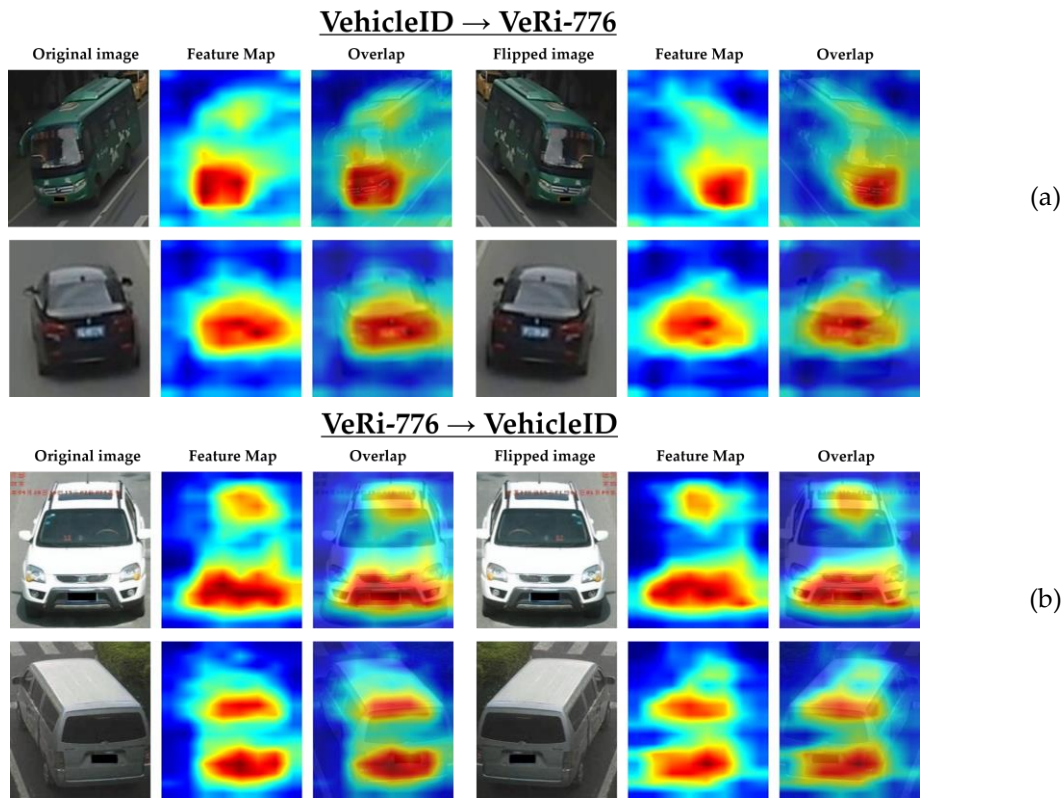 VehicleID → VeRi-776
Original image Feature Map Overlap Flipped image Feature Map Overlap
(a)
VeRi-776 → VehicleID
Original image Feature Map Overlap Flipped image Feature Map Overlap
(b)